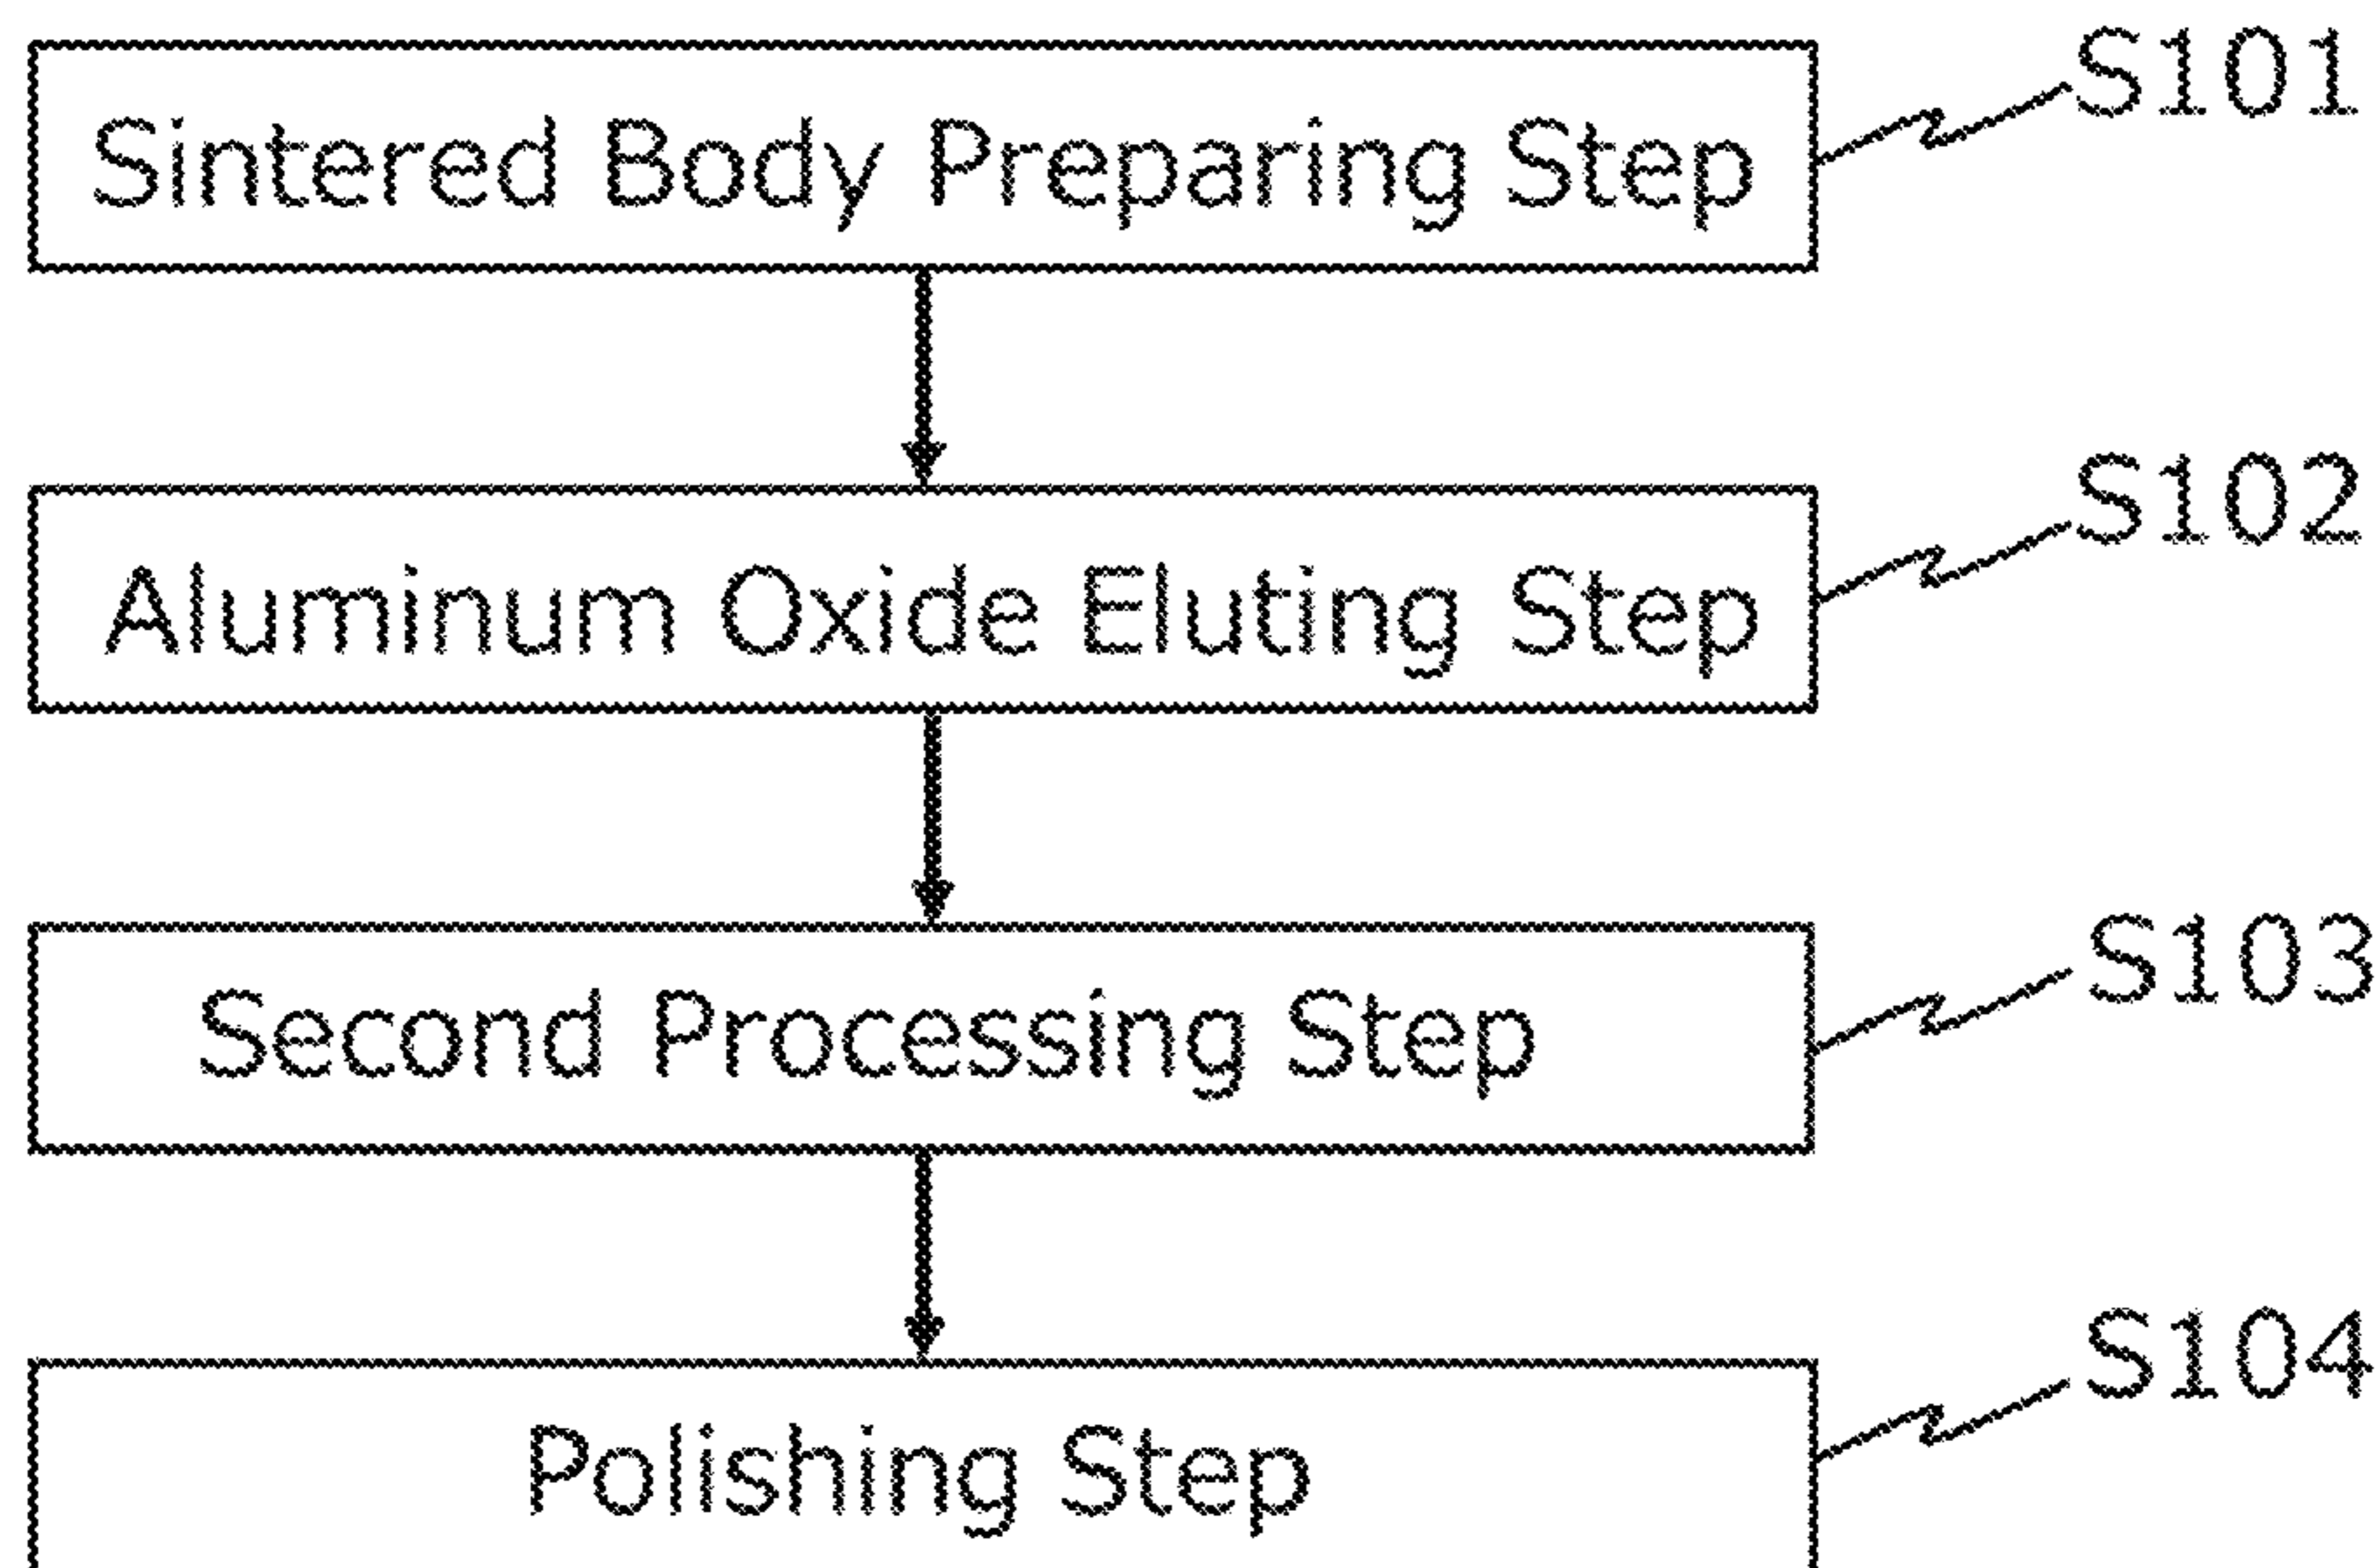 S101
Sintered Body Preparing Step
S102
Aluminum Oxide Eluting Step
S103
Second Processing Step
S104
Polishing Step